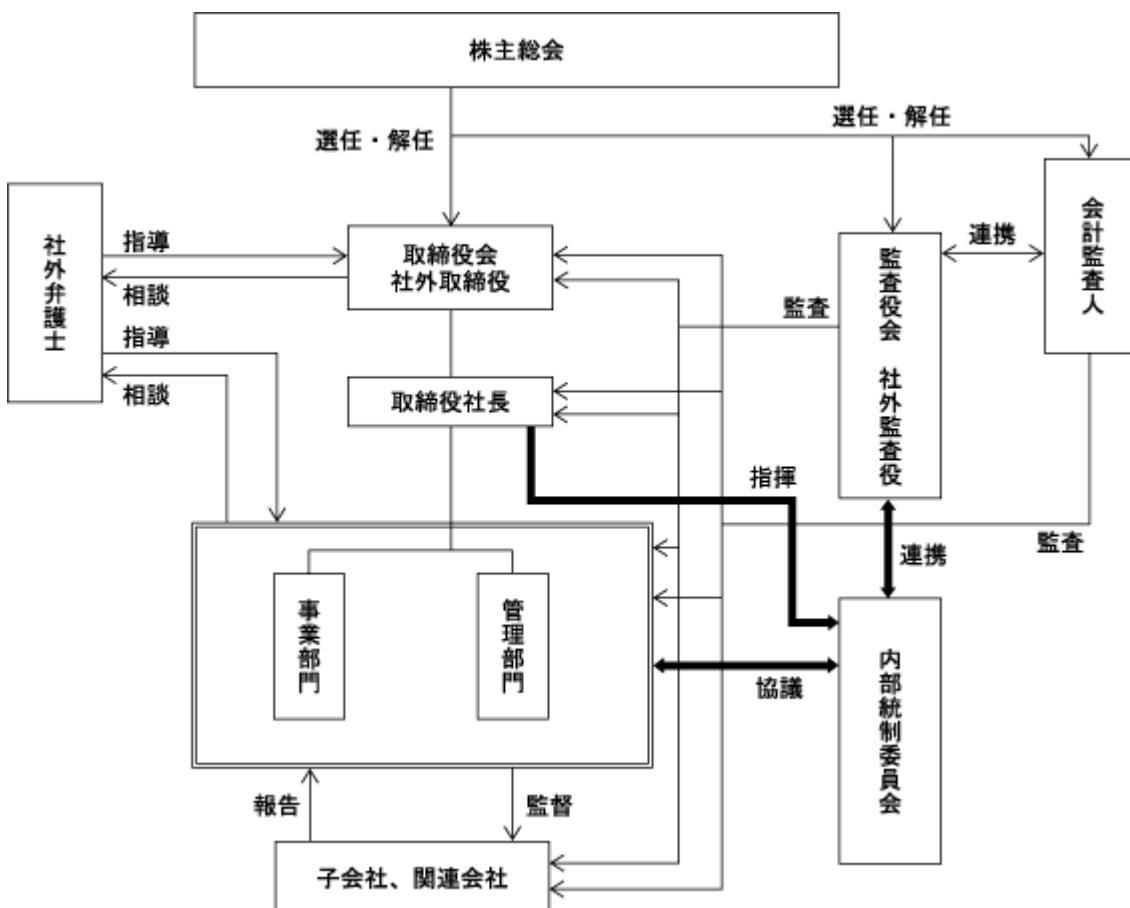 株主総会
選任・解任
選任・解任
社外弁護士
指導
相談
指導
相談
取締役会
社外取締役
取締役社長
監査
監査役会 社外監査役
連携
会計監査人
指揮
連携
監査
事業部門
管理部門
協議
内部統制委員会
報告
監督
子会社、関連会社